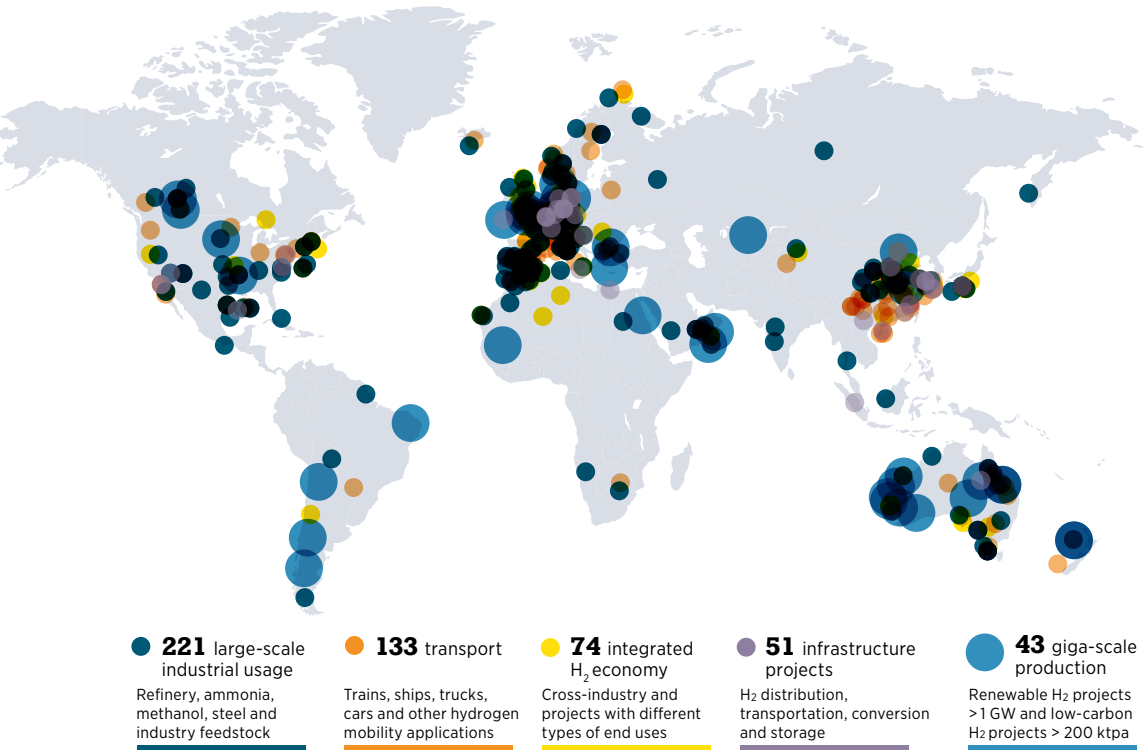 221 large-scale
industrial usage
Refinery, ammonia,
methanol, steel and
industry feedstock
133 transport
Trains, ships, trucks,
cars and other hydrogen
mobility applications
74 integrated
H₂ economy
Cross-industry and
projects with different
types of end uses
51 infrastructure
projects
H₂ distribution,
transportation, conversion
and storage
43 giga-scale
production
Renewable H₂ projects
>1 GW and low-carbon
H₂ projects > 200 ktpa